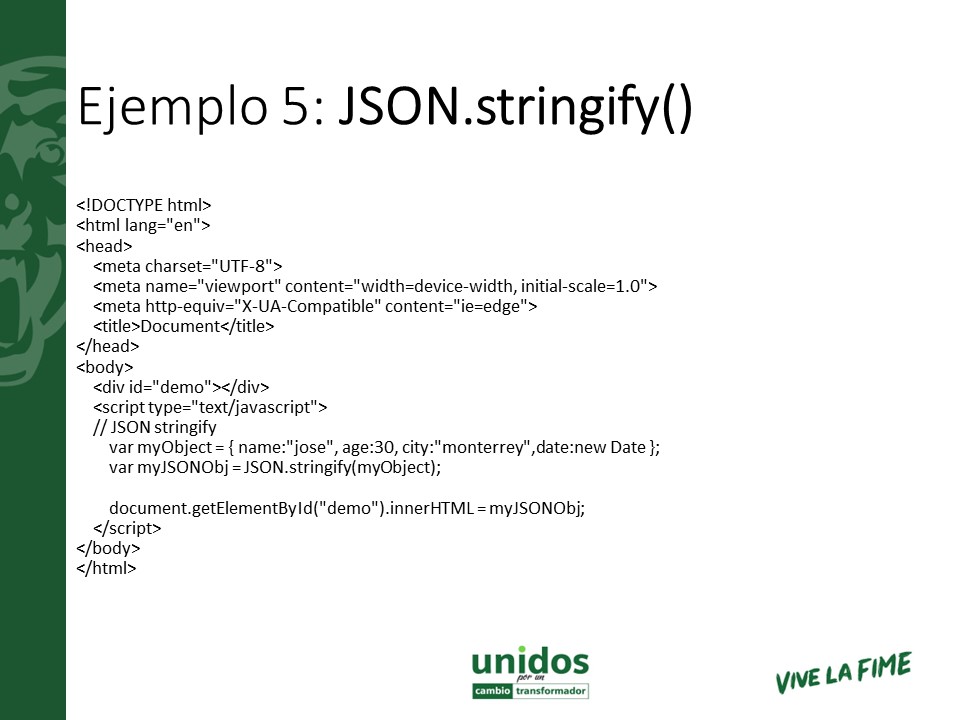 Ejemplo 5: JSON.stringify()
<!DOCTYPE html>
<html lang="en">
<head>
    <meta charset="UTF-8">
    <meta name="viewport" content="width=device-width, initial-scale=1.0">
    <meta http-equiv="X-UA-Compatible" content="ie=edge">
    <title>Document</title>
</head>
<body>
    <div id="demo"></div>
    <script type="text/javascript">
    // JSON stringify
        var myObject = { name:"jose", age:30, city:"monterrey",date:new Date };
        var myJSONObj = JSON.stringify(myObject);
        document.getElementById("demo").innerHTML = myJSONObj;
    </script>
</body>
</html>
unidos
por un
cambio transformador
VIVE LA FIME